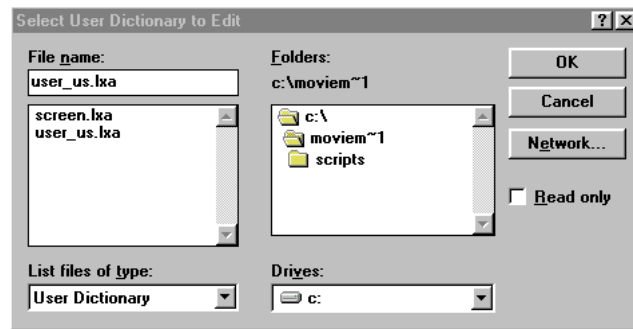 Select User Dictionary to Edit
File name:
user_us.lxa
screen.lxa
user_us.lxa
List files of type:
User Dictionary
Folders:
c:\moviem~1
c:\
moviem~1
scripts
Drives:
c:
OK
Cancel
Network...
Read only